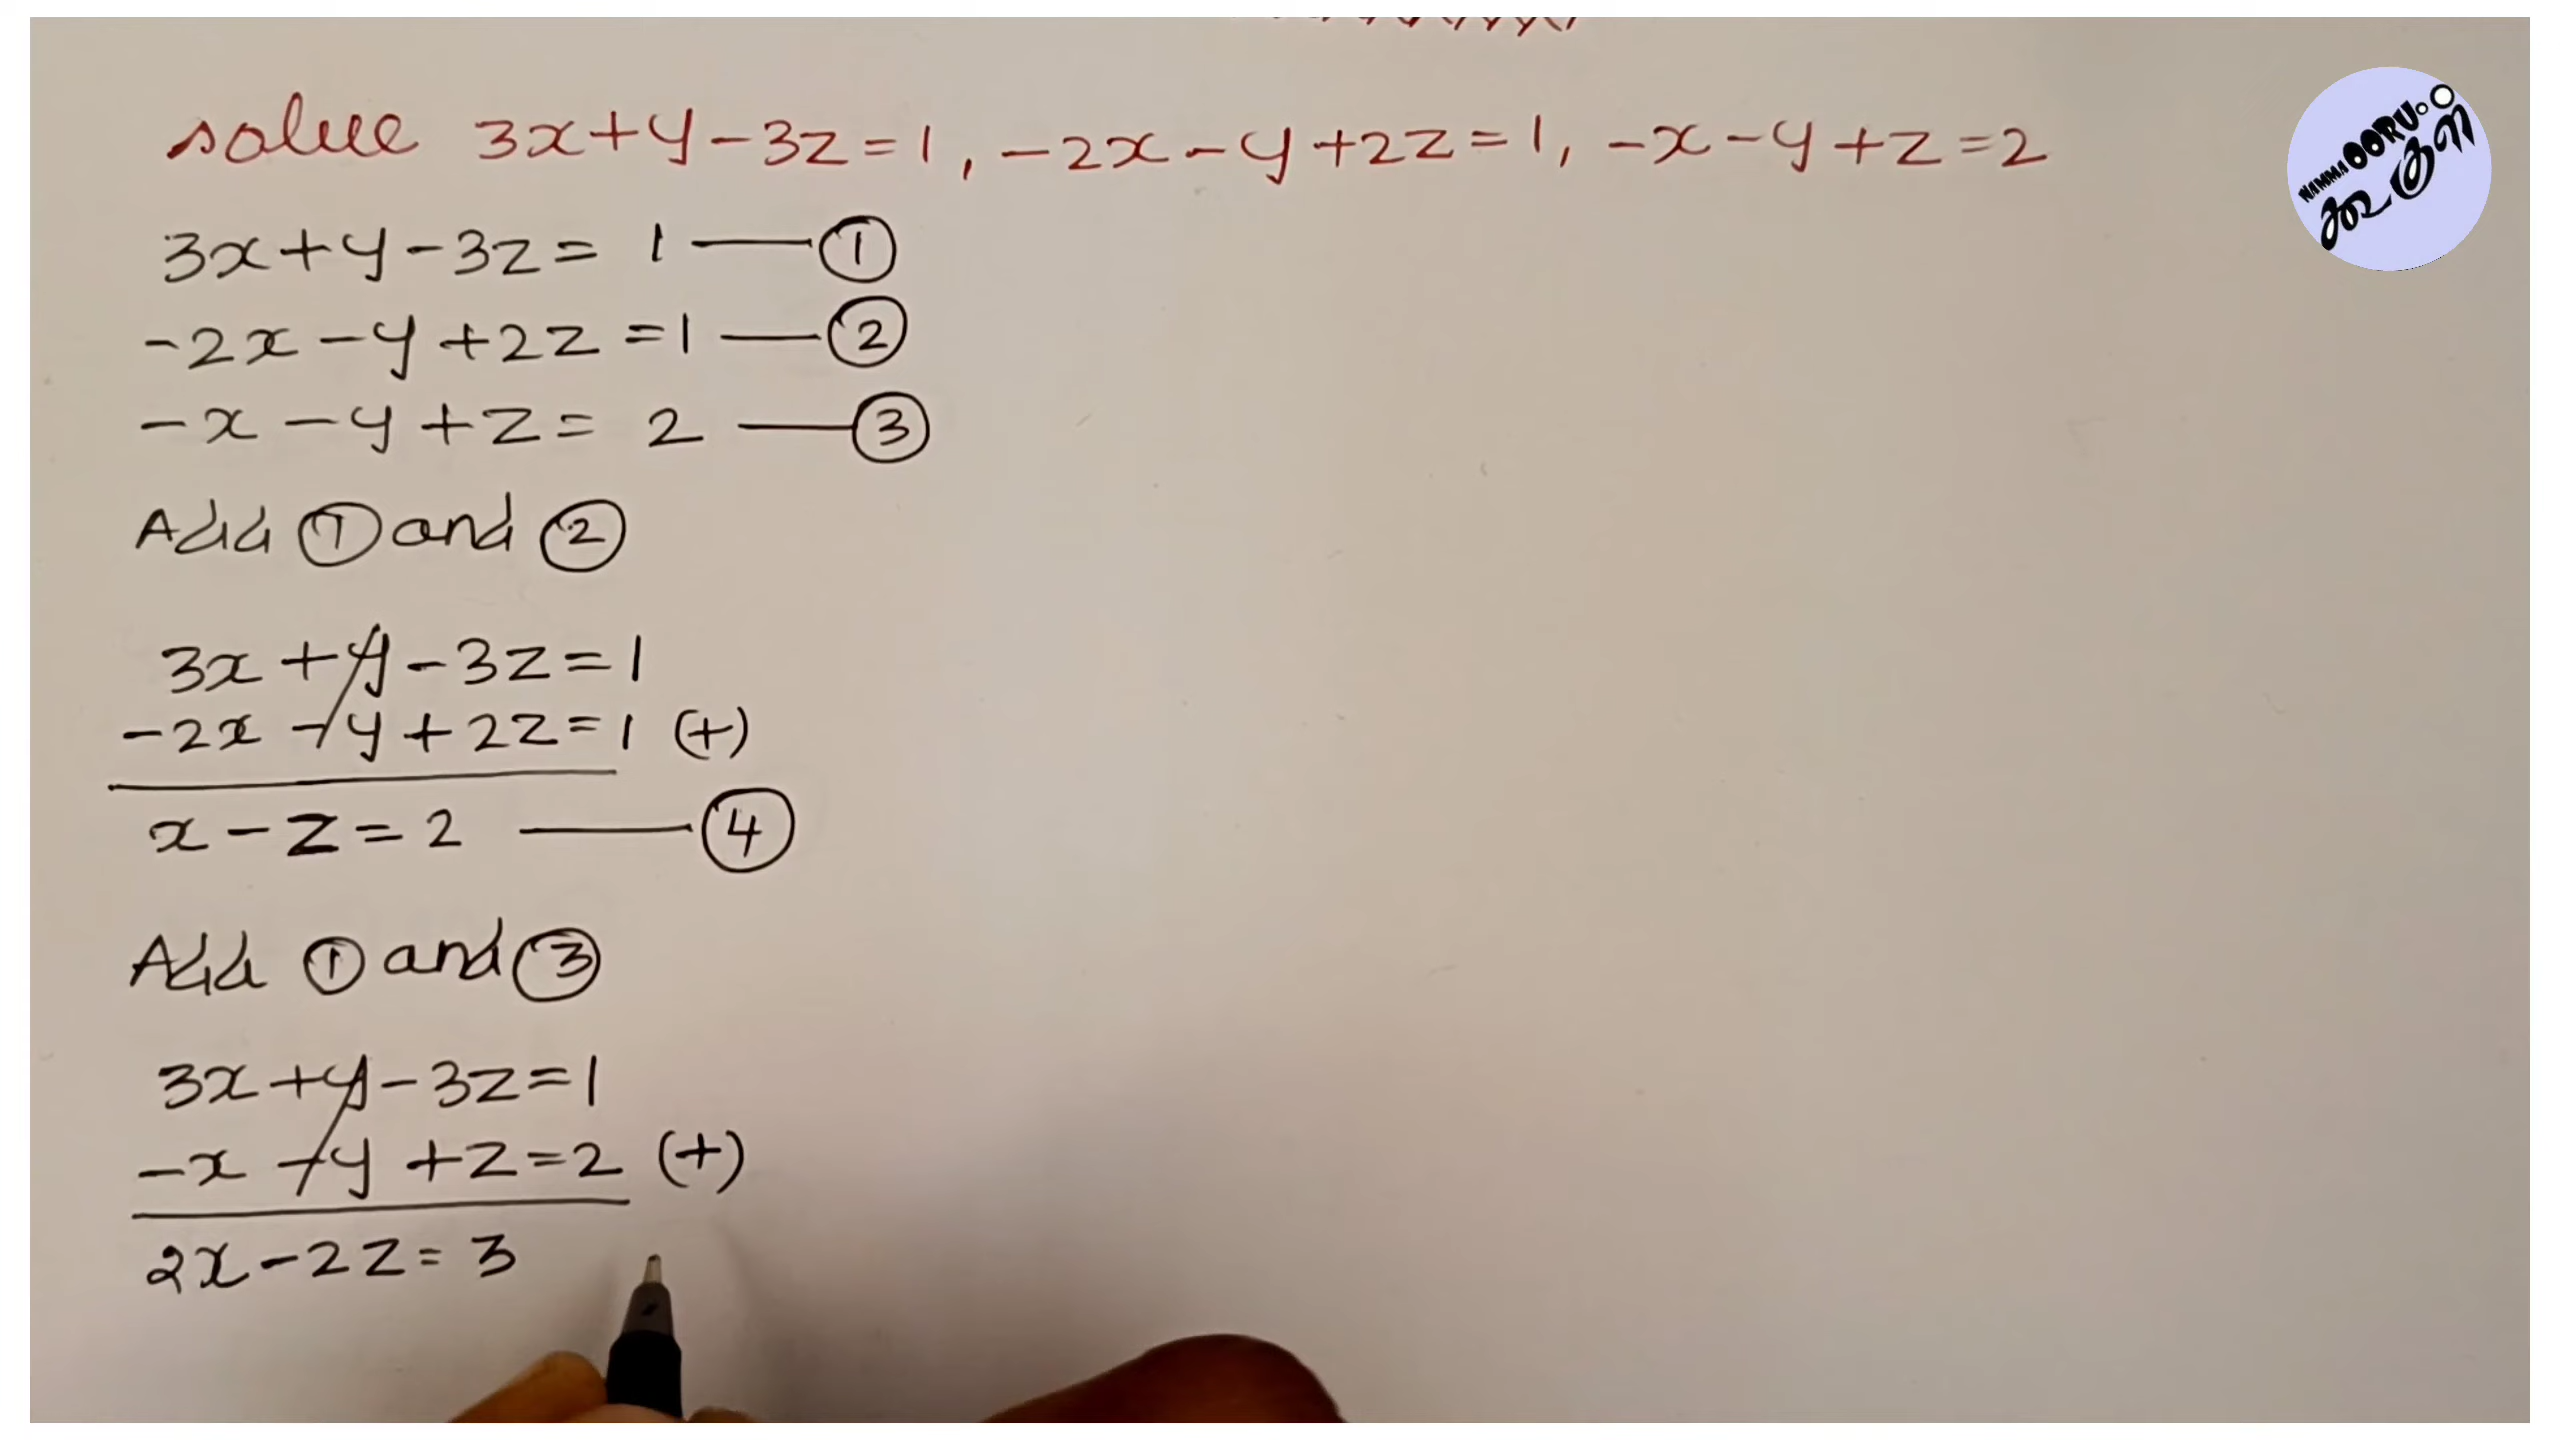 solve 3x+y-3z=1, -2x-y+2z=1, -x-y+z=2
3x+y-3z= 1 —— ①
-2x-y+2z=1 —— ②
-x-y+z= 2 —— ③
Add ① and ②
3x+y-3z=1
-2x-y+2z=1 (+)
x-z=2 —— ④
Add ① and ③
3x+y-3z=1
-x-y+z=2 (+)
2x-2z=3
NAMMA OORU